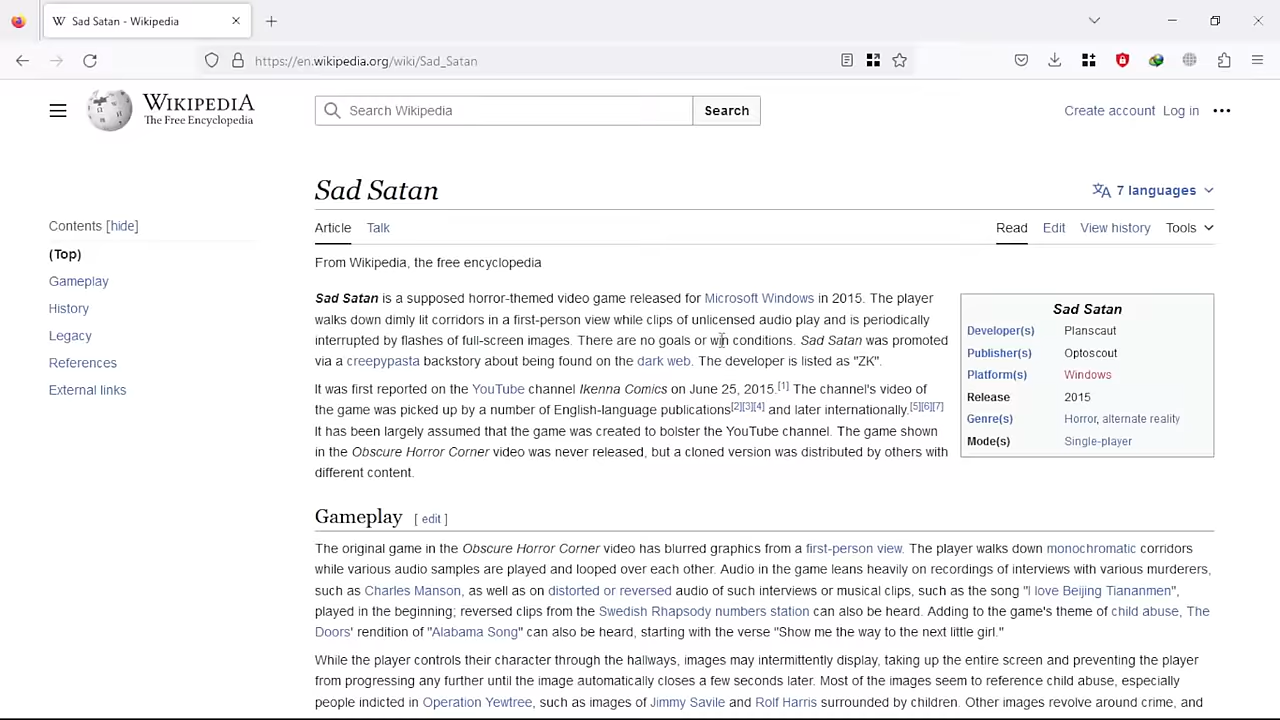 Sad Satan - Wikipedia
https://en.wikipedia.org/wiki/Sad_Satan
WIKIPEDIA
The Free Encyclopedia
Search Wikipedia
Search
Create account Log in
Sad Satan
7 languages
Contents [hide]
(Top)
Gameplay
History
Legacy
References
External links
Article Talk
Read Edit View history Tools
From Wikipedia, the free encyclopedia
Sad Satan is a supposed horror-themed video game released for Microsoft Windows in 2015. The player
walks down dimly lit corridors in a first-person view while clips of unlicensed audio play and is periodically
interrupted by flashes of full-screen images. There are no goals or win conditions. Sad Satan was promoted
via a creepypasta backstory about being found on the dark web. The developer is listed as "ZK".
It was first reported on the YouTube channel Ikenna Comics on June 25, 2015.[1] The channel's video of
the game was picked up by a number of English-language publications[2][3][4] and later internationally.[5][6][7]
It has been largely assumed that the game was created to bolster the YouTube channel. The game shown
in the Obscure Horror Corner video was never released, but a cloned version was distributed by others with
different content.
Sad Satan
Developer(s) Planscaut
Publisher(s) Optoscout
Platform(s) Windows
Release 2015
Genre(s) Horror, alternate reality
Mode(s) Single-player
Gameplay [ edit ]
The original game in the Obscure Horror Corner video has blurred graphics from a first-person view. The player walks down monochromatic corridors
while various audio samples are played and looped over each other. Audio in the game leans heavily on recordings of interviews with various murderers,
such as Charles Manson, as well as on distorted or reversed audio of such interviews or musical clips, such as the song "I love Beijing Tiananmen",
played in the beginning; reversed clips from the Swedish Rhapsody numbers station can also be heard. Adding to the game's theme of child abuse, The
Doors' rendition of "Alabama Song" can also be heard, starting with the verse "Show me the way to the next little girl."
While the player controls their character through the hallways, images may intermittently display, taking up the entire screen and preventing the player
from progressing any further until the image automatically closes a few seconds later. Most of the images seem to reference child abuse, especially
people indicted in Operation Yewtree, such as images of Jimmy Savile and Rolf Harris surrounded by children. Other images revolve around crime, and